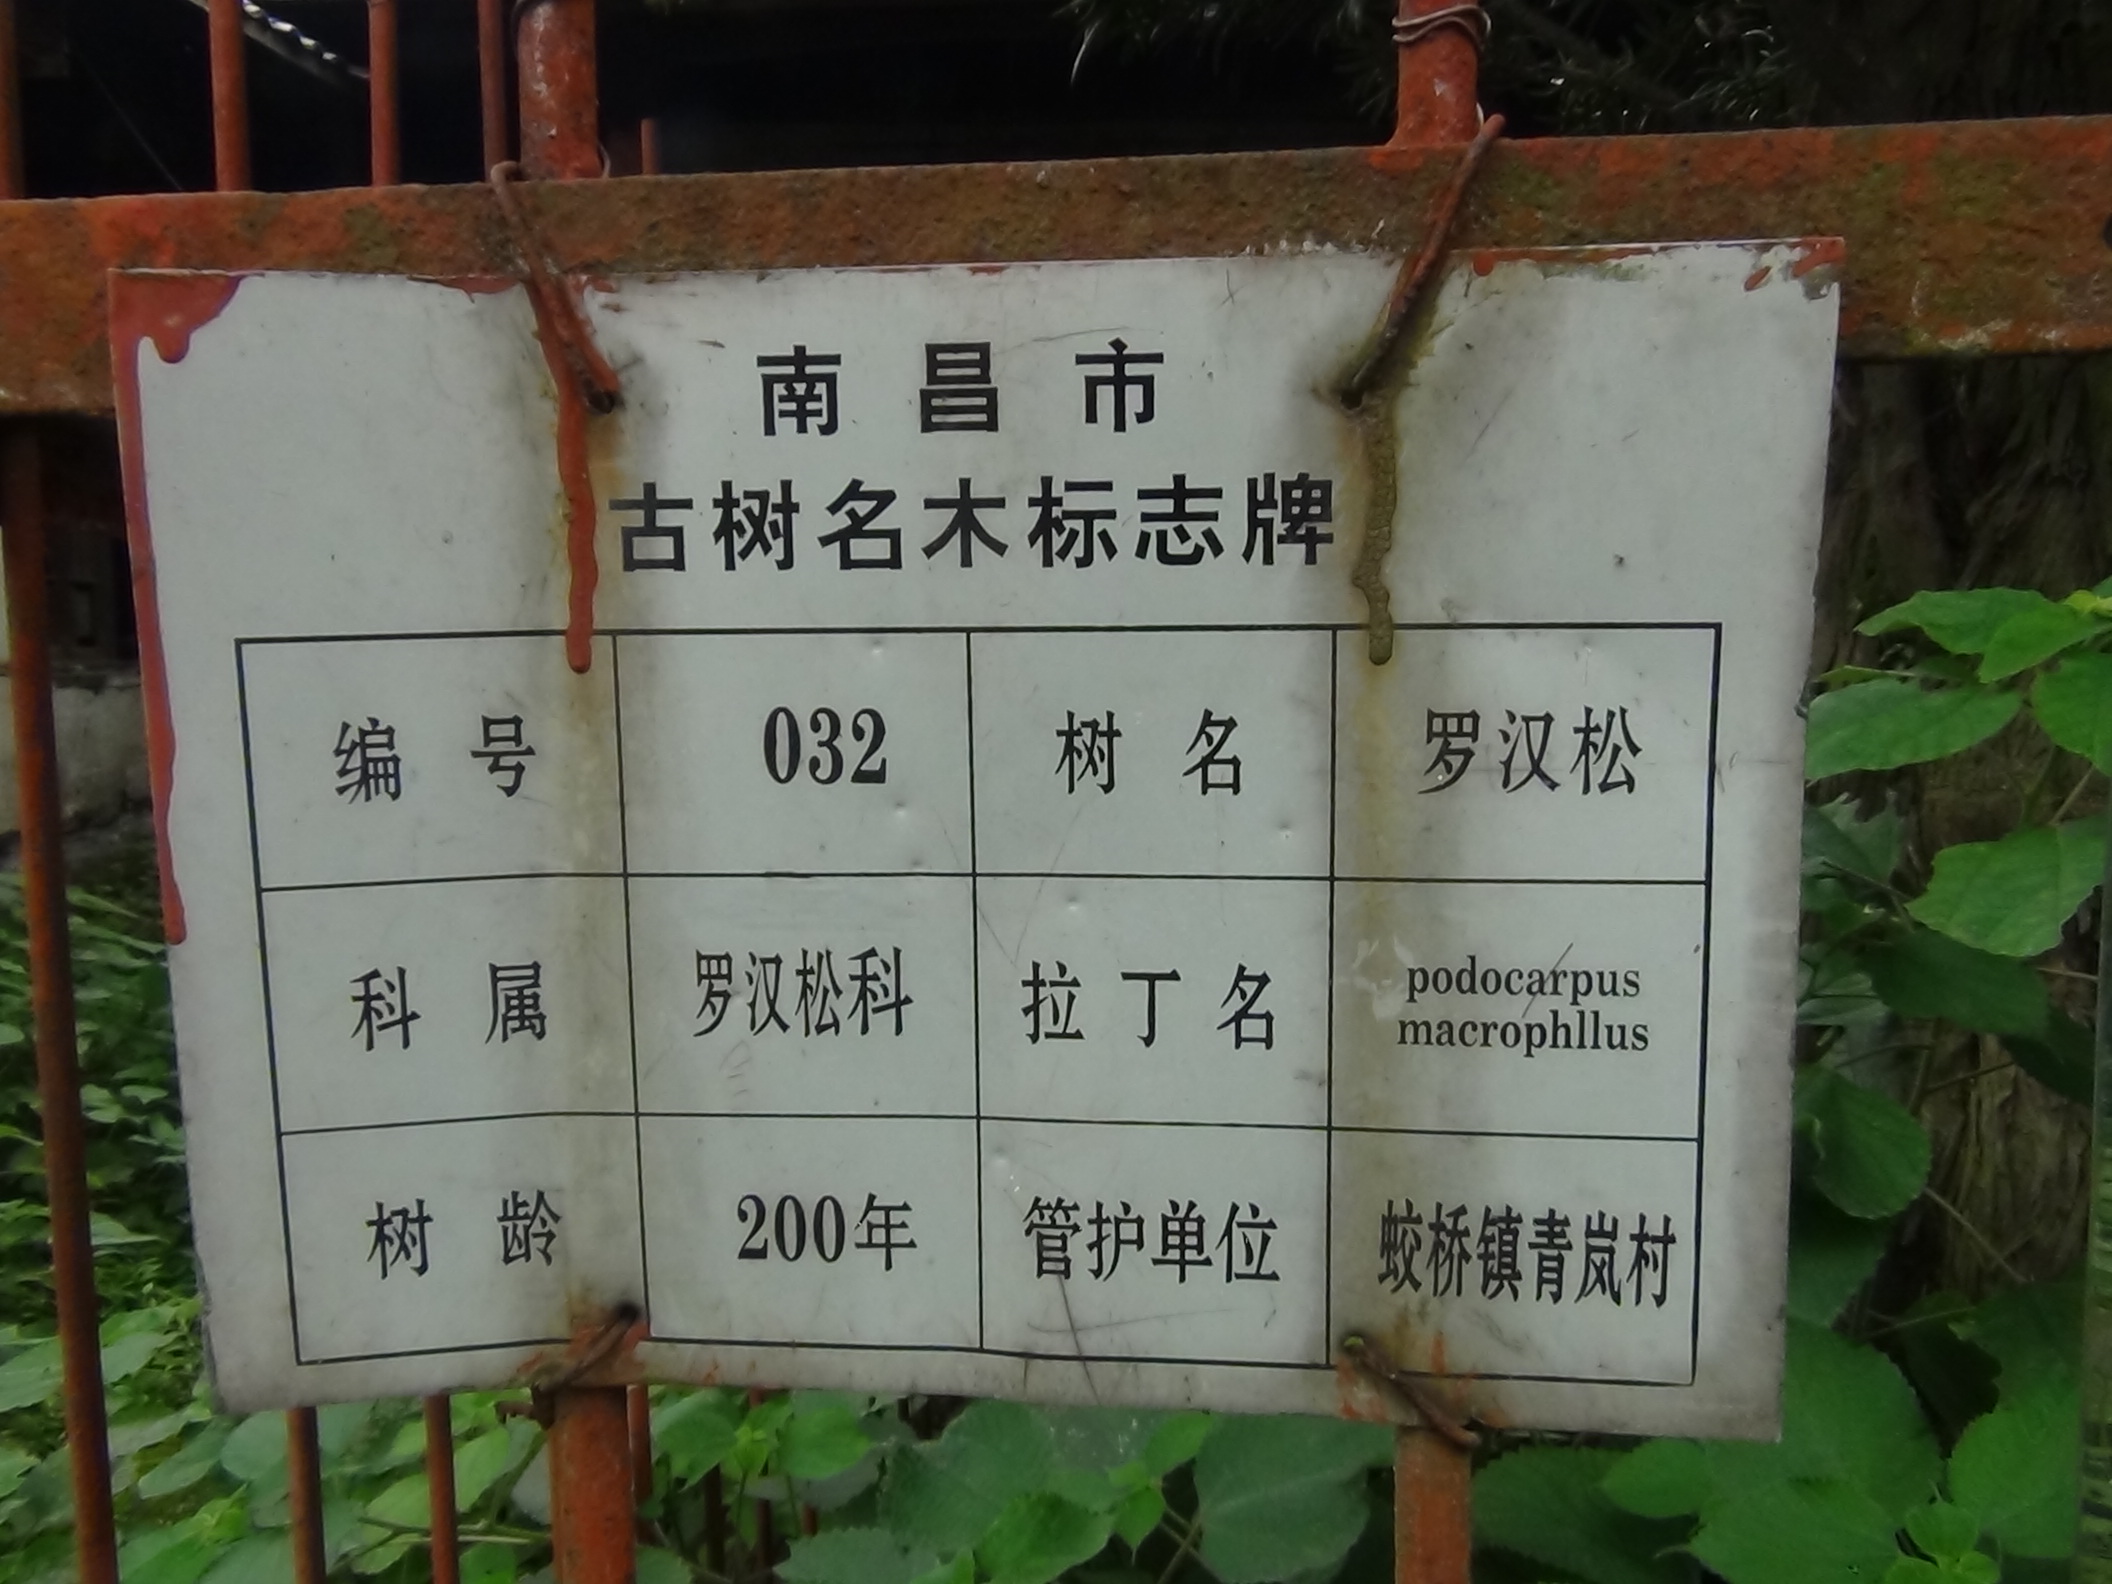 南昌市
古树名木标志牌
编号 032 树名 罗汉松
科属 罗汉松科 拉丁名 podocarpus
macrophllus
树龄 200年 管护单位 蛟桥镇青岚村